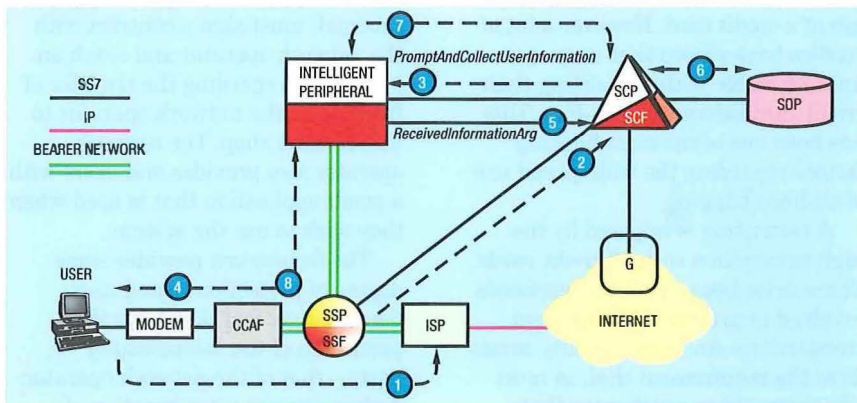 7
INTELLIGENT
PERIPHERAL
PromptAndCollectUserInformation
3
ReceivedInformationArg
5
2
SCP
SCF
6
SDP
SS7
IP
BEARER NETWORK
USER
4
8
MODEM
CCAF
SSP
SSF
ISP
G
INTERNET
1